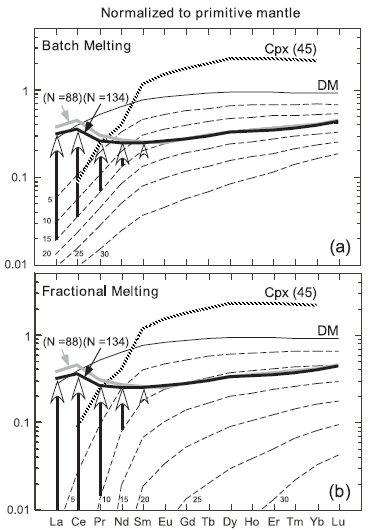 Normalized to primitive mantle
Batch Melting
Cpx (45)
DM
(N =88)(N =134)
1
0.1
0.01
5
10
15
20
25
30
(a)
Fractional Melting
Cpx (45)
DM
(N =88)(N =134)
1
0.1
0.01
5
10
15
20
25
30
(b)
La Ce Pr Nd Sm Eu Gd Tb Dy Ho Er Tm Yb Lu